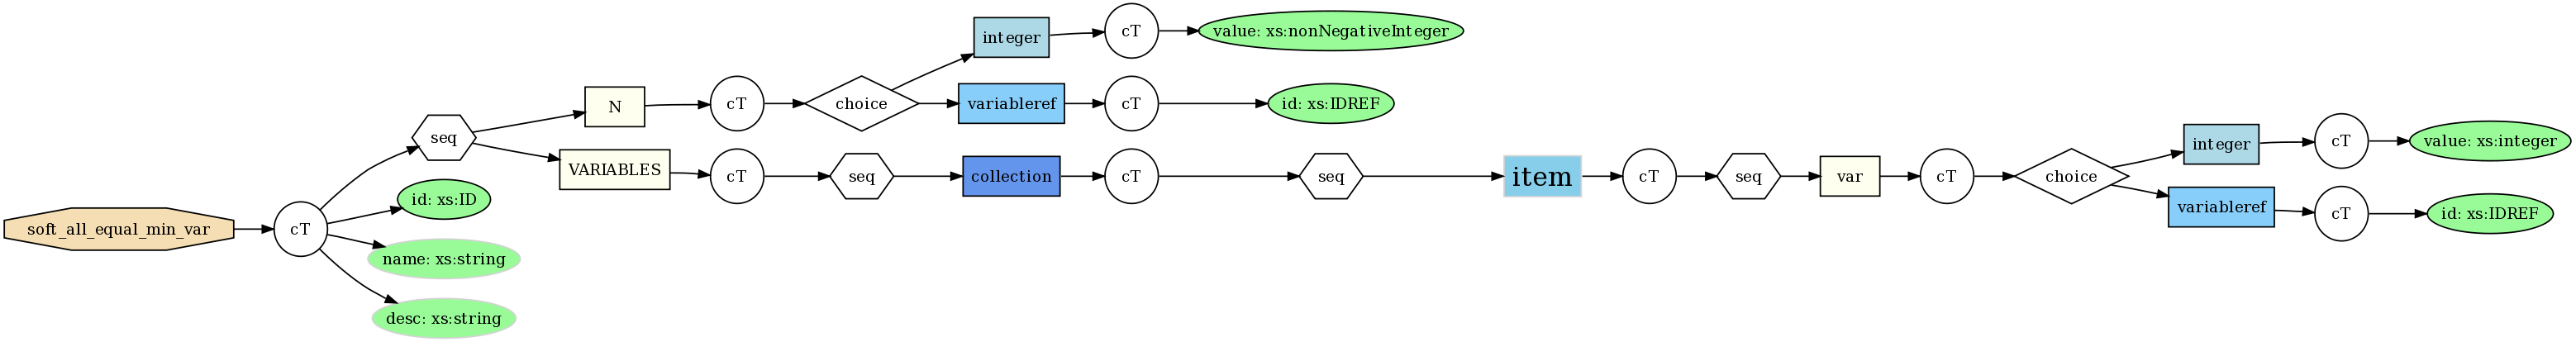 soft_all_equal_min_var
cT
seq
N
cT
choice
integer
cT
value: xs:nonNegativeInteger
variableref
cT
id: xs:IDREF
VARIABLES
cT
seq
collection
cT
seq
item
cT
seq
var
cT
choice
integer
cT
value: xs:integer
variableref
cT
id: xs:IDREF
id: xs:ID
name: xs:string
desc: xs:string